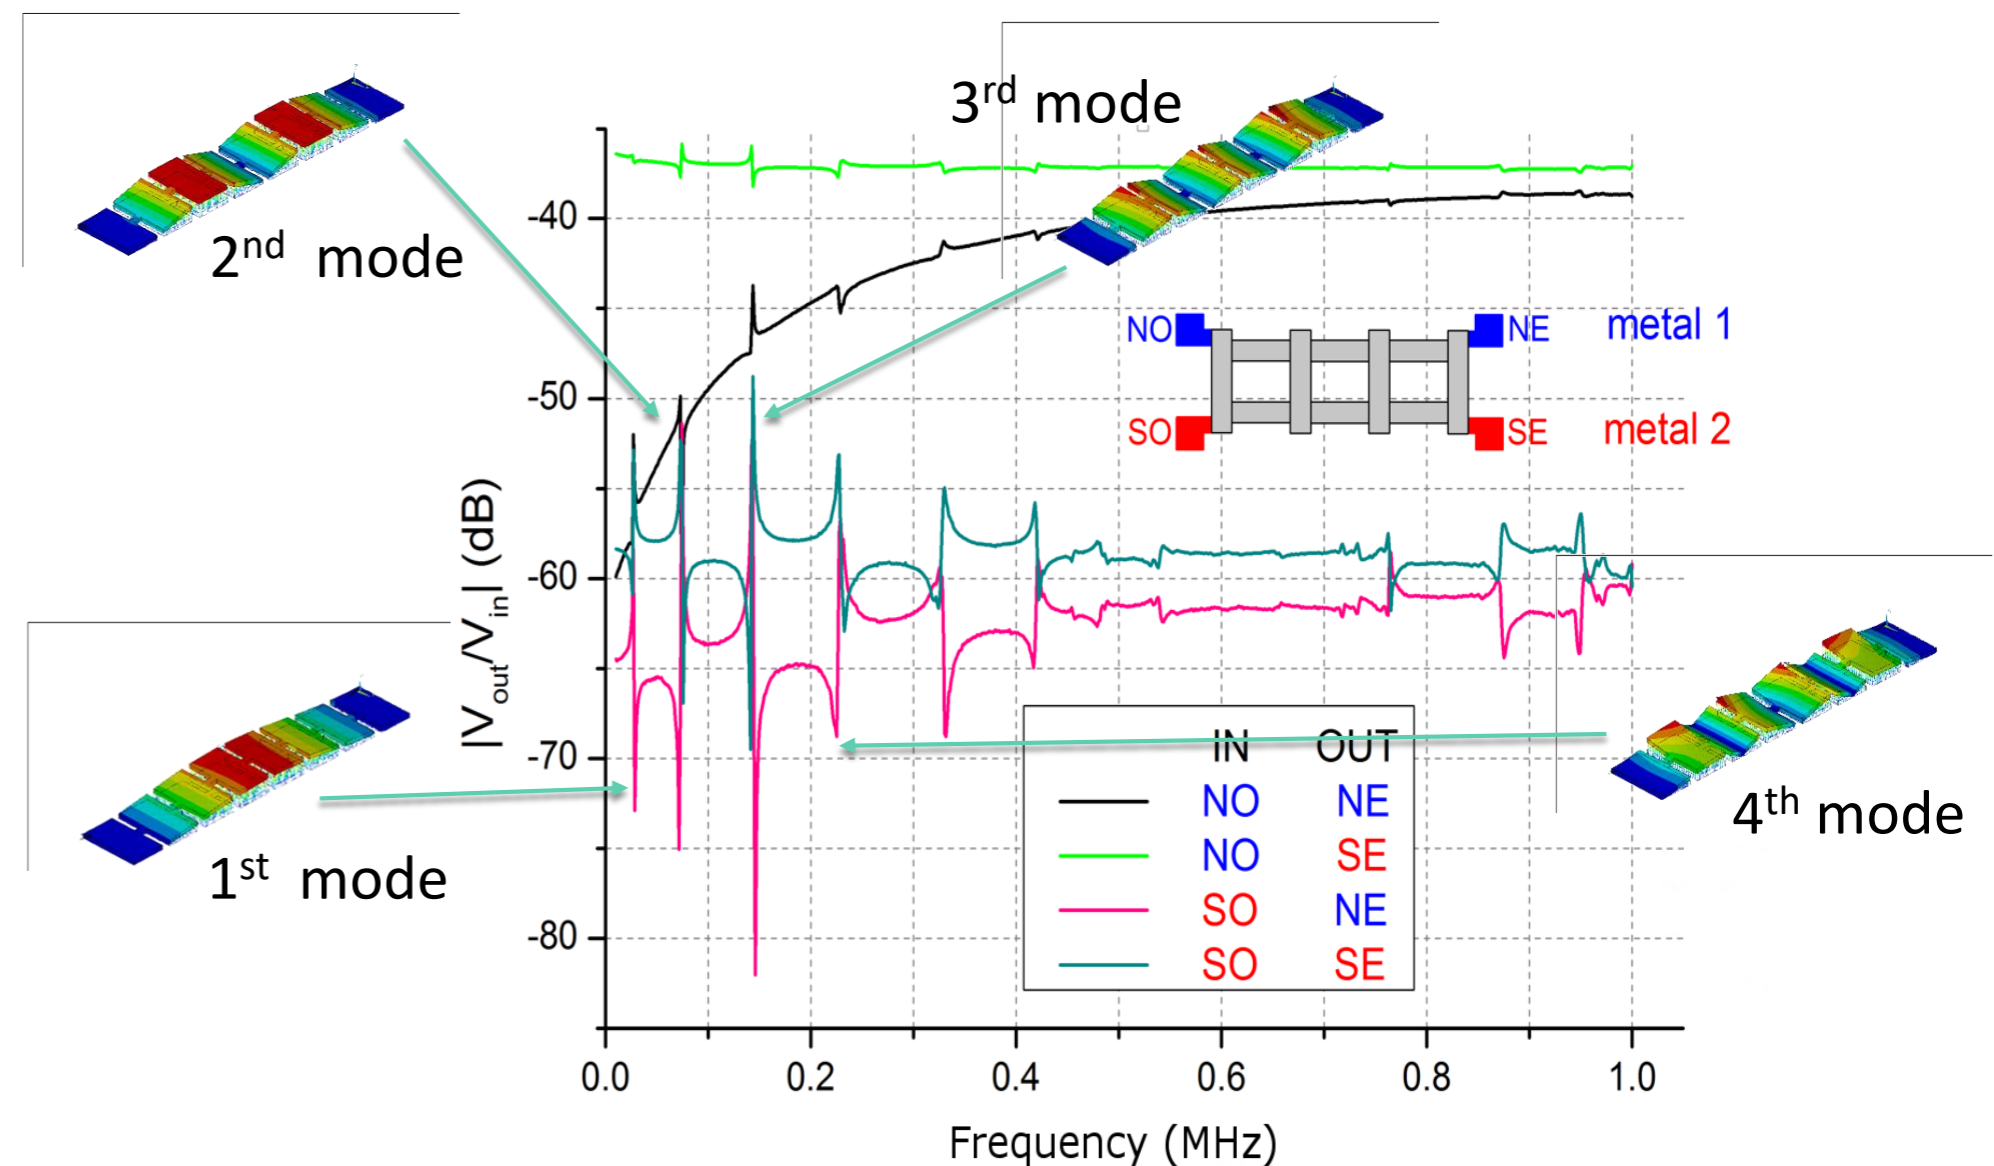 3rd mode
2nd mode
-40
-50
-60
-70
-80
|Vout/Vin| (dB)
NO NE metal 1
SO SE metal 2
1st mode
4th mode
IN OUT
NO NE
NO SE
SO NE
SO SE
0.0 0.2 0.4 0.6 0.8 1.0
Frequency (MHz)